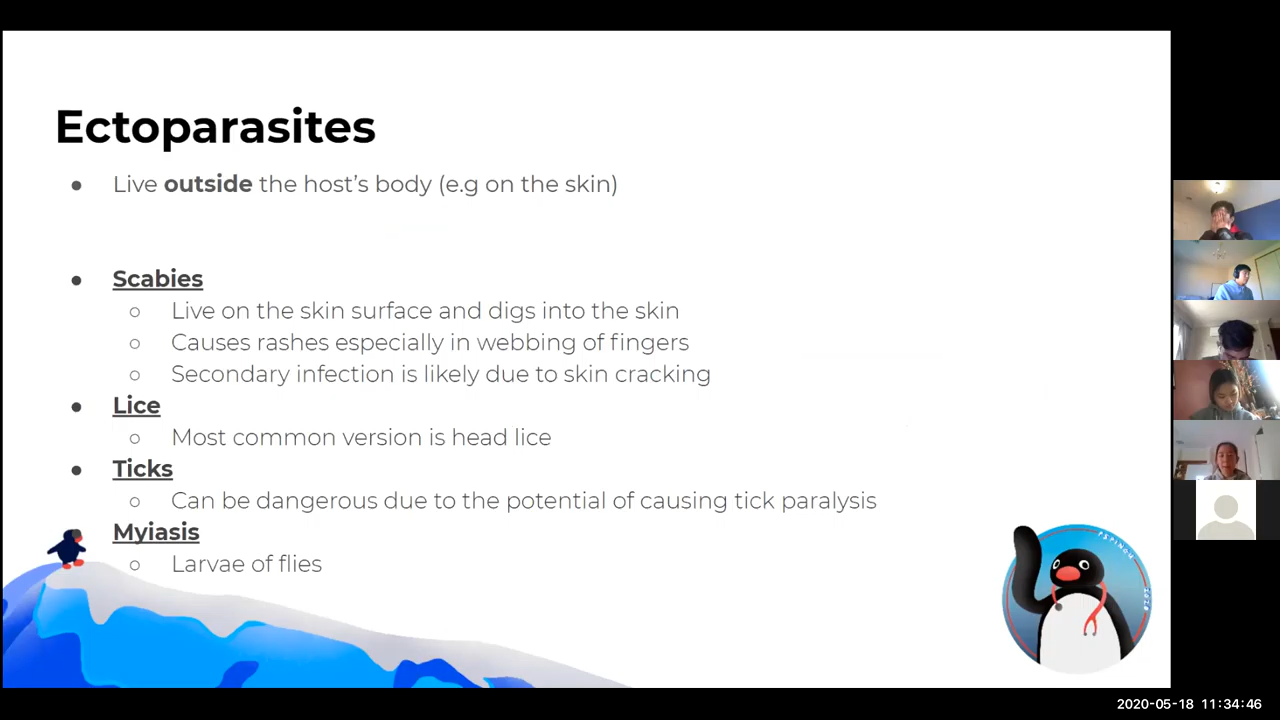 Ectoparasites
● Live outside the host's body (e.g on the skin)
● Scabies
○ Live on the skin surface and digs into the skin
○ Causes rashes especially in webbing of fingers
○ Secondary infection is likely due to skin cracking
● Lice
○ Most common version is head lice
● Ticks
○ Can be dangerous due to the potential of causing tick paralysis
Myiasis
○ Larvae of flies
2020-05-18 11:34:46